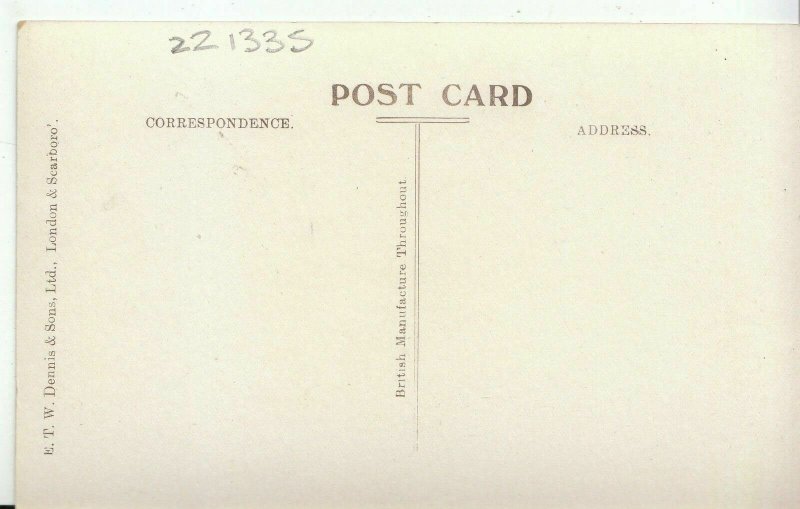 221335
POST CARD
CORRESPONDENCE.
ADDRESS.
British Manufacture Throughout
E. T. W. Dennis & Sons, Ltd., London & Scarboro'.